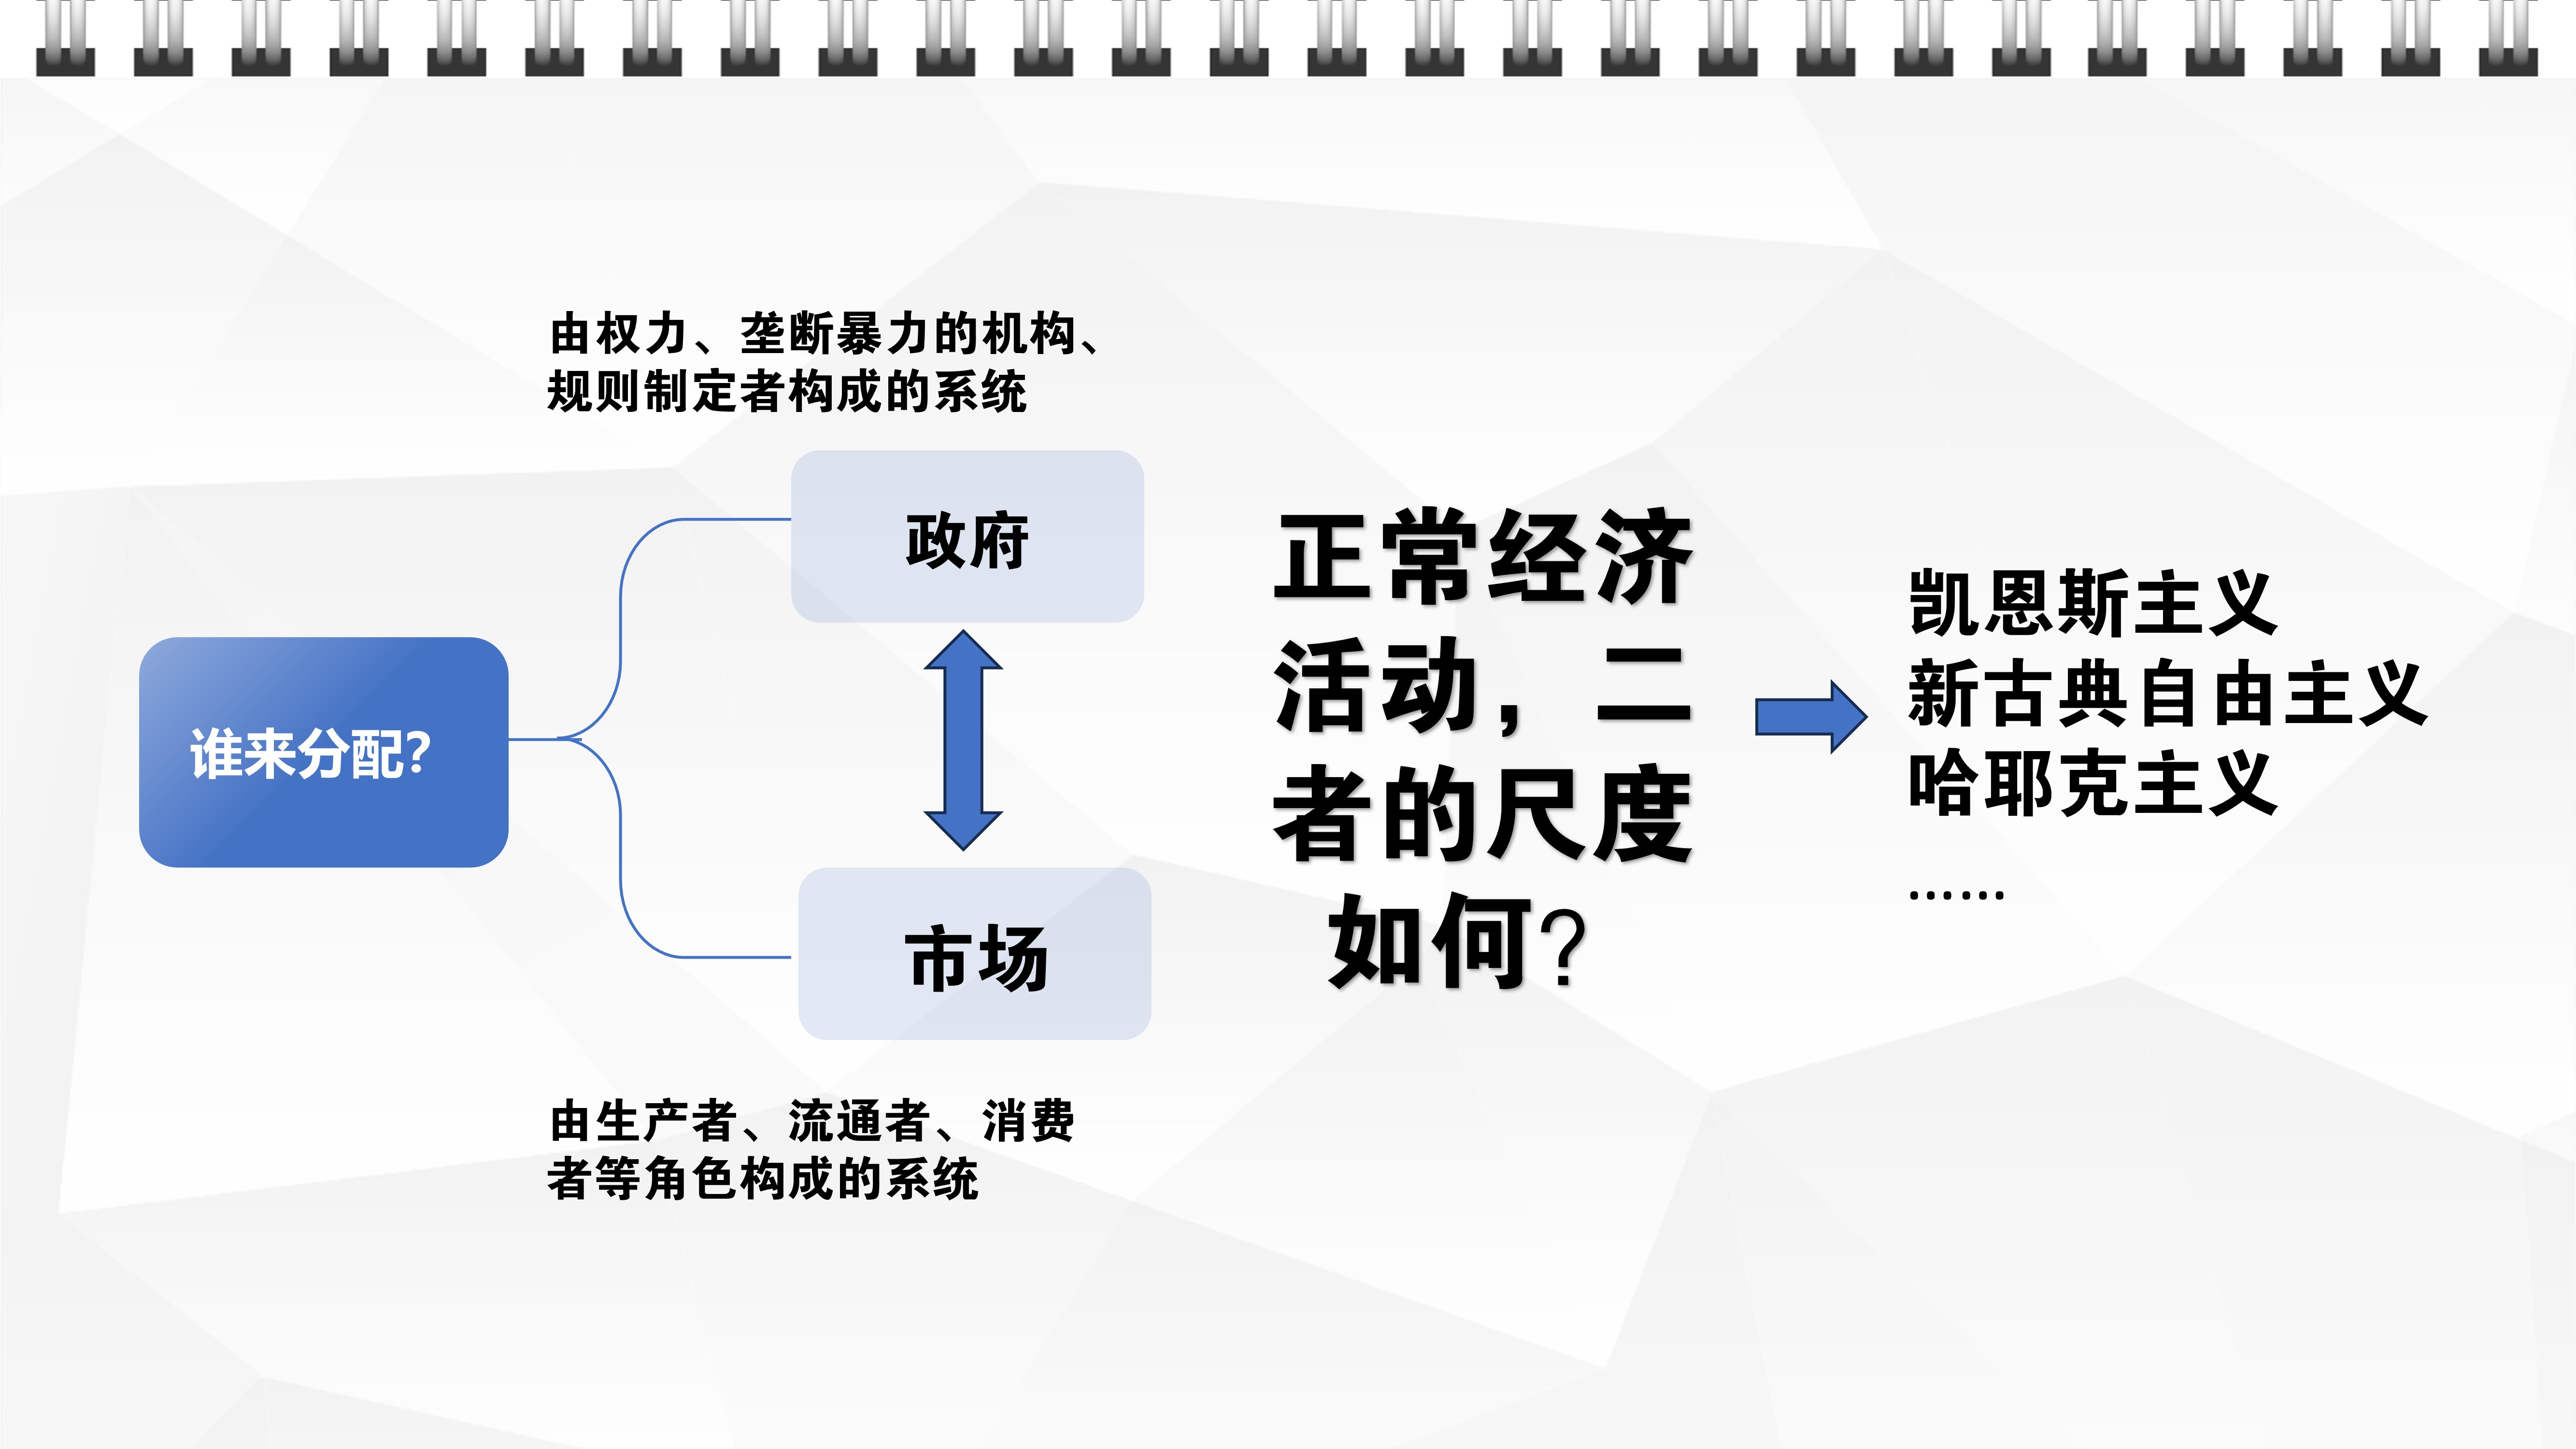 由权力、垄断暴力的机构、
规则制定者构成的系统
政府
谁来分配?
市场
由生产者、流通者、消费
者等角色构成的系统
正常经济
活动，二
者的尺度
如何?
凯恩斯主义
新古典自由主义
哈耶克主义
……